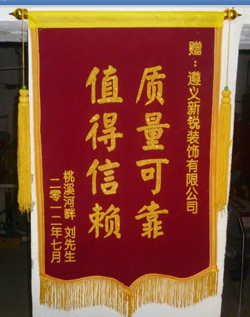 赠：遵义新锐装饰有限公司
质量可靠
值得信赖
桃溪河畔 刘先生
二零一二年七月